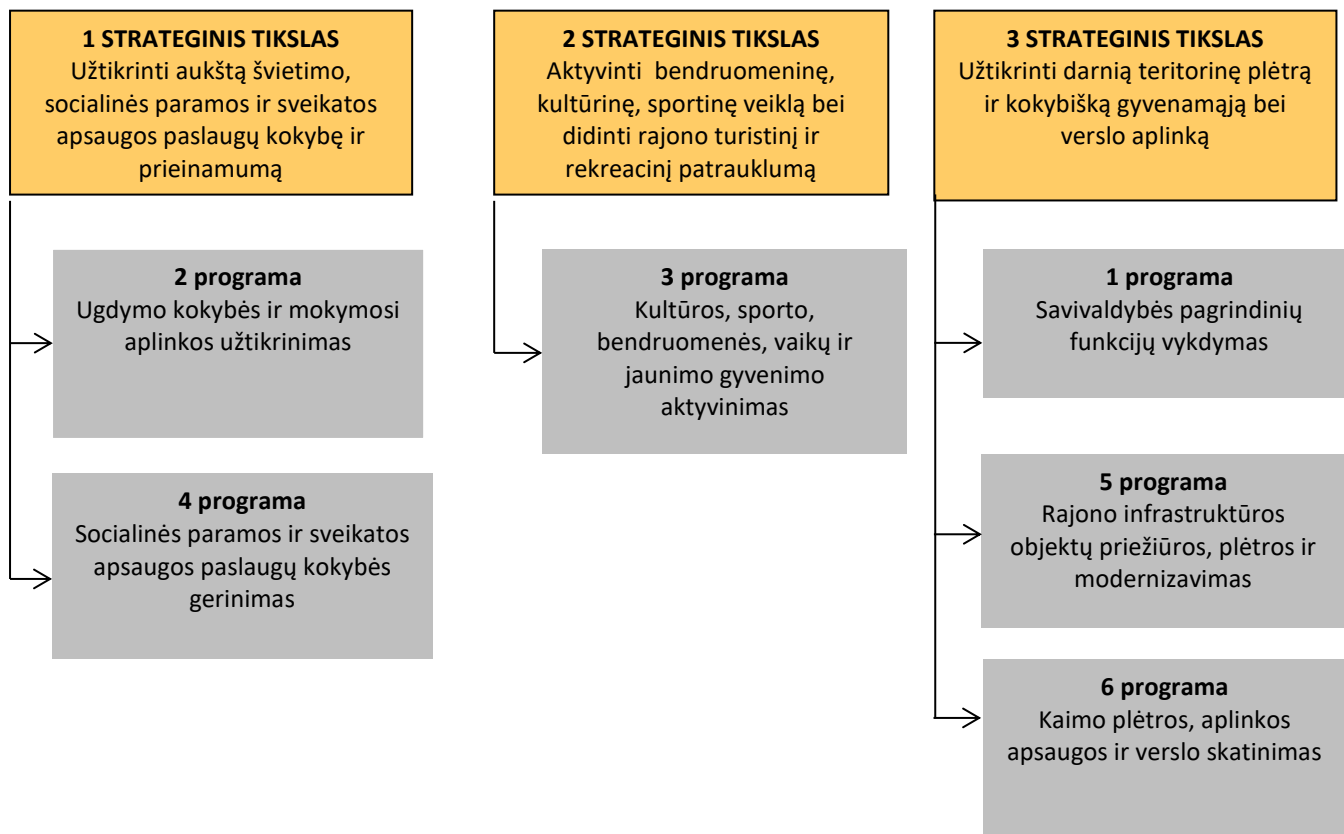 1 STRATEGINIS TIKSLAS
Užtikrinti aukštą švietimo,
socialinės paramos ir sveikatos
apsaugos paslaugų kokybę ir
prieinamumą
2 programa
Ugdymo kokybės ir mokymosi
aplinkos užtikrinimas
4 programa
Socialinės paramos ir sveikatos
apsaugos paslaugų kokybės
gerinimas
2 STRATEGINIS TIKSLAS
Aktyvinti bendruomeninę,
kultūrinę, sportinę veiklą bei
didinti rajono turistinį ir
rekreacinį patrauklumą
3 programa
Kultūros, sporto,
bendruomenės, vaikų ir
jaunimo gyvenimo
aktyvinimas
3 STRATEGINIS TIKSLAS
Užtikrinti darnią teritorinę plėtrą
ir kokybišką gyvenamąją bei
verslo aplinką
1 programa
Savivaldybės pagrindinių
funkcijų vykdymas
5 programa
Rajono infrastruktūros
objektų priežiūros, plėtros ir
modernizavimas
6 programa
Kaimo plėtros, aplinkos
apsaugos ir verslo skatinimas